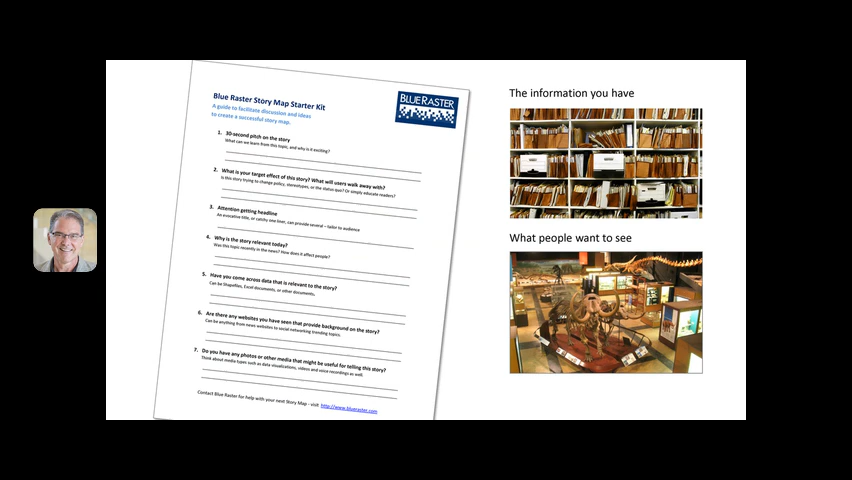 Blue Raster Story Map Starter Kit
A guide to facilitate discussion and ideas
to create a successful story map.
BLUERASTER
1. 30-second pitch on the story
What can we learn from this topic, and why is it exciting?
2. What is your target effect of this story? What will users walk away with?
Is this story trying to change policy, stereotypes, or the status quo? Or simply educate readers?
3. Attention getting headline
An evocative title, or catchy one liner, can provide several – tailor to audience
4. Why is the story relevant today?
Was this topic recently in the news? How does it affect people?
5. Have you come across data that is relevant to the story?
Can be Shapefiles, Excel documents, or other documents.
6. Are there any websites you have seen that provide background on the story?
Can be anything from news websites to social networking trending topics.
7. Do you have any photos or other media that might be useful for telling this story?
Think about media types such as data visualizations, videos and voice recordings as well.
Contact Blue Raster for help with your next Story Map - visit http://www.blueraster.com
The information you have
What people want to see